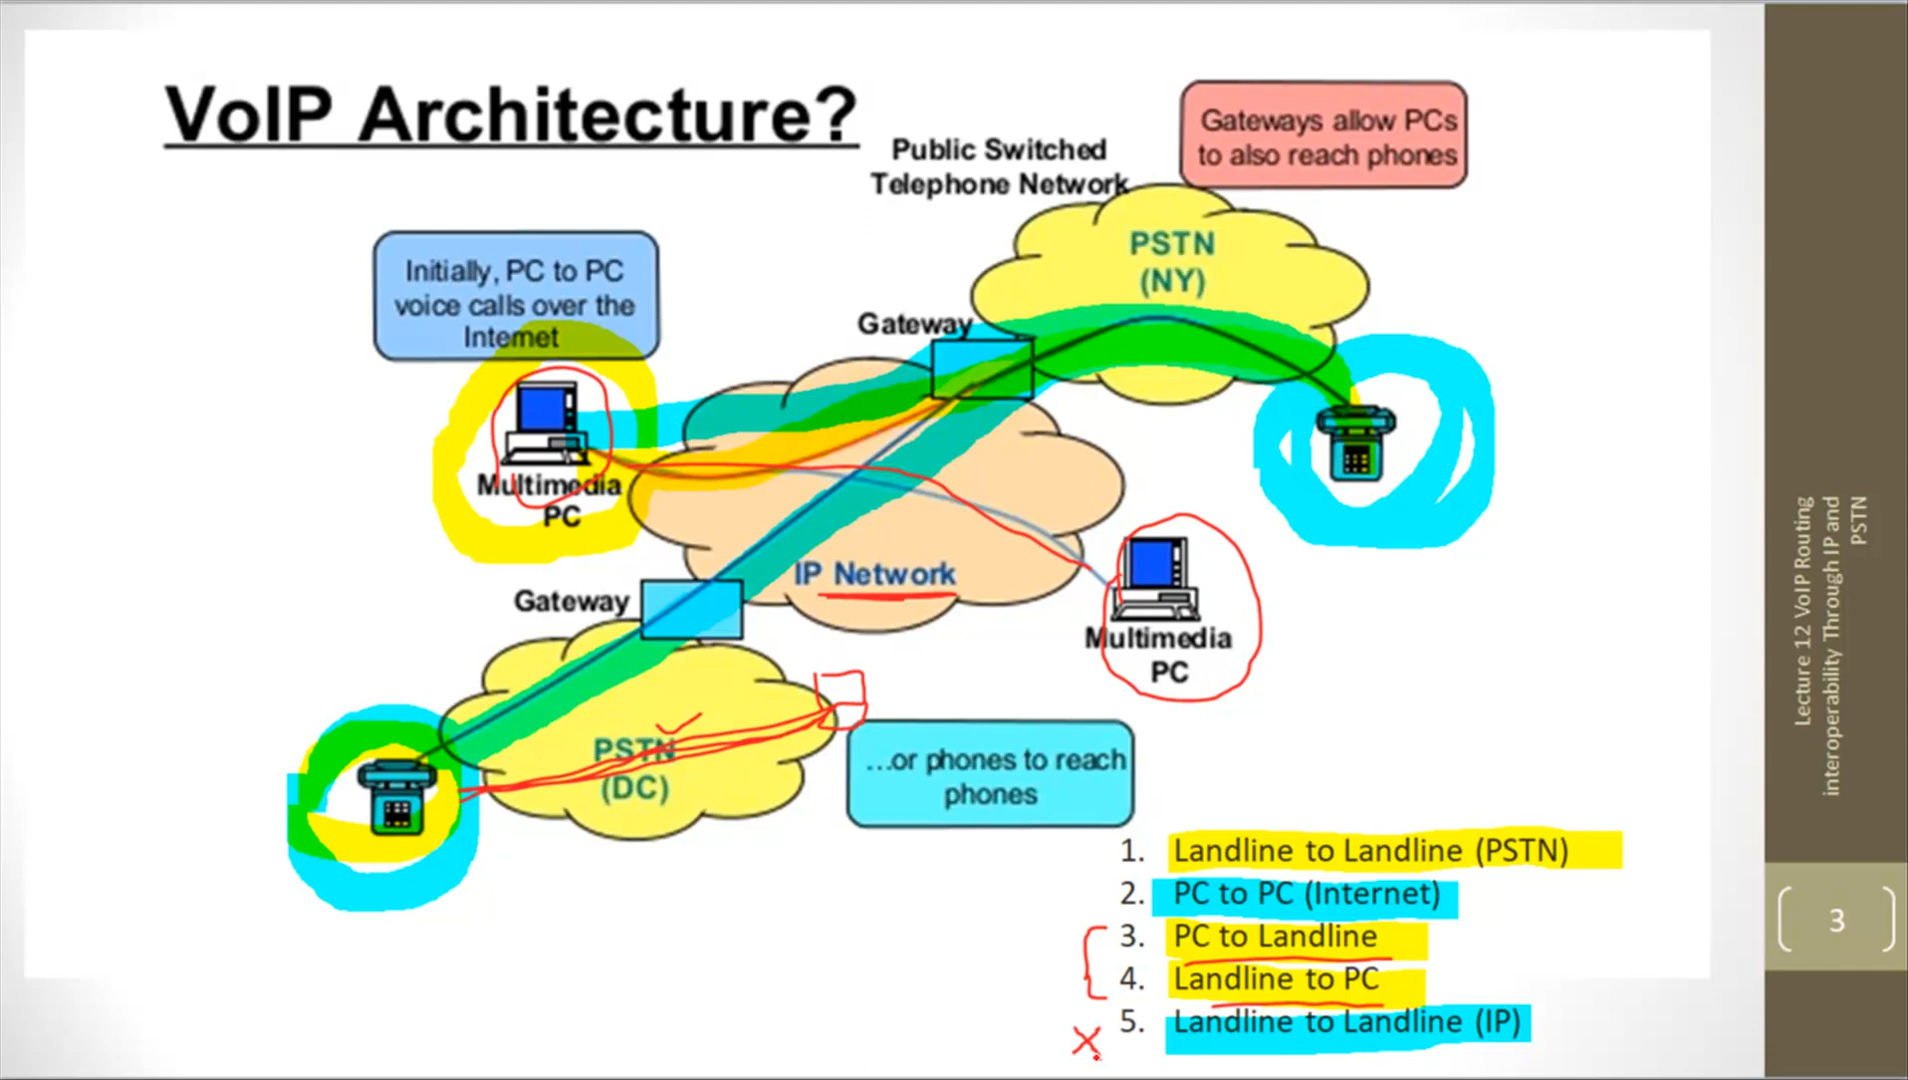 VoIP Architecture?
Public Switched
Telephone Network
Gateways allow PCs
to also reach phones
PSTN
(NY)
Initially, PC to PC
voice calls over the
Internet
Gateway
Multimedia
PC
IP Network
Gateway
Multimedia
PC
PSTN
(DC)
...or phones to reach
phones
1. Landline to Landline (PSTN)
2. PC to PC (Internet)
3. PC to Landline
4. Landline to PC
5. Landline to Landline (IP)
Lecture 12 VoIP Routing
interoperability Through IP and
PSTN
3